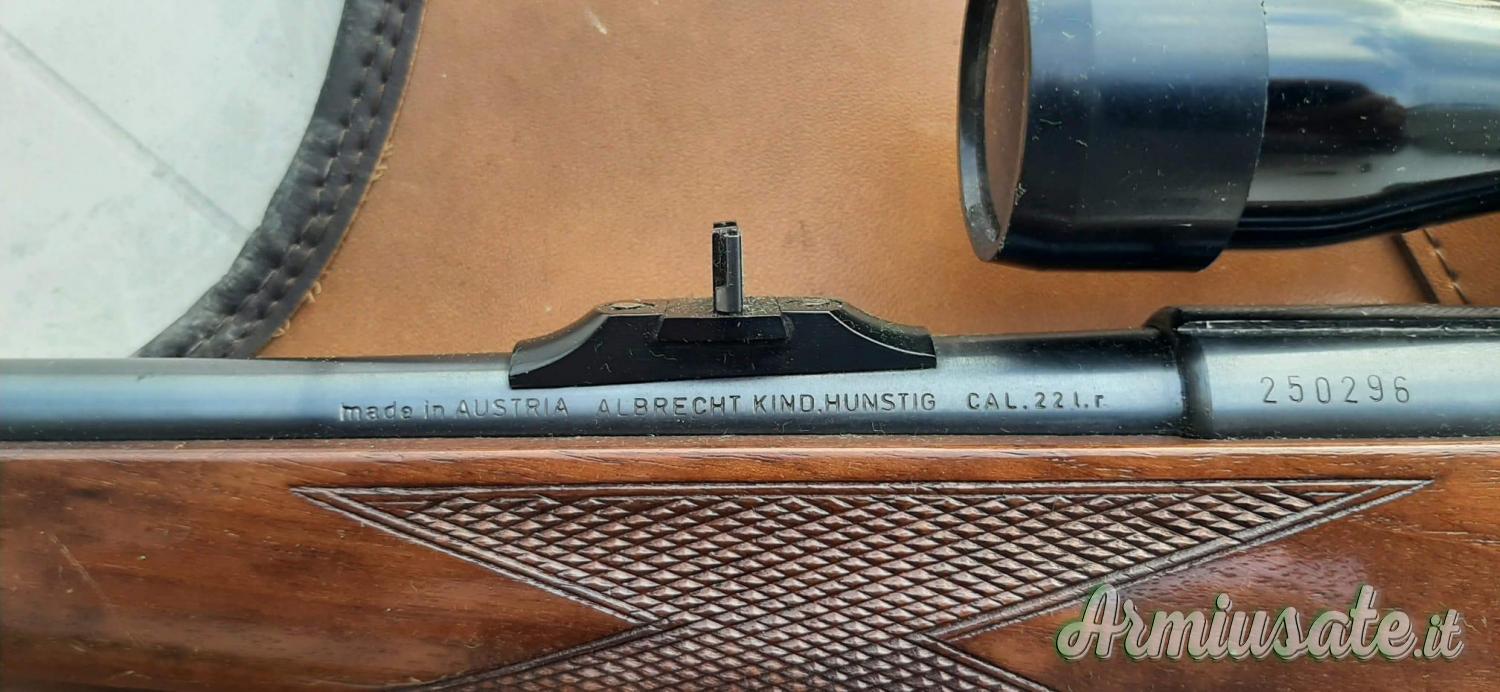 made in AUSTRIA ALBRECHT KIND, HUNSTIG CAL. 22 l.r.
250296
Armiusate.it